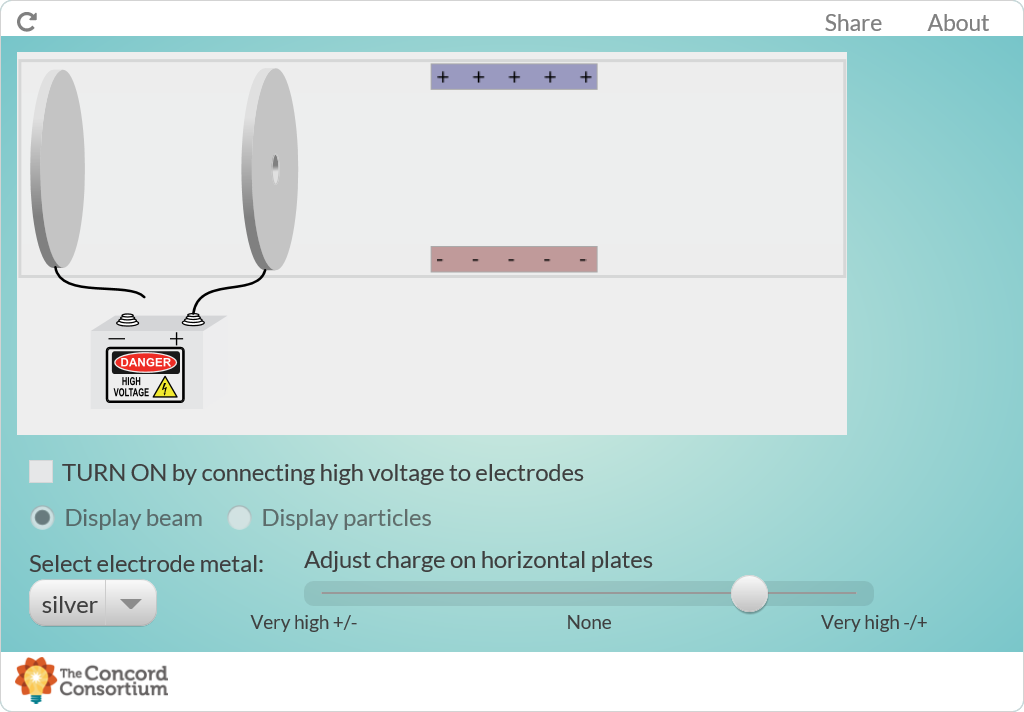 Share About
+ + + + +
- - - - -
— +
DANGER
HIGH
VOLTAGE
TURN ON by connecting high voltage to electrodes
Display beam Display particles
Select electrode metal:
silver
Adjust charge on horizontal plates
Very high +/- None Very high -/+
The Concord
Consortium